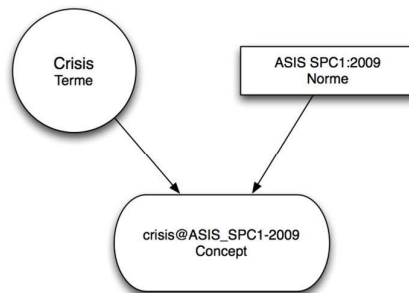 Crisis
Terme
ASIS SPC1:2009
Norme
crisis@ASIS_SPC1-2009
Concept